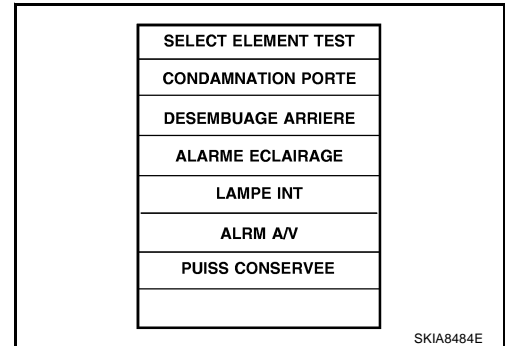 SELECT ELEMENT TEST
CONDAMNATION PORTE
DESEMBUAGE ARRIERE
ALARME ECLAIRAGE
LAMPE INT
ALRM A/V
PUISS CONSERVEE
SKIA8484E